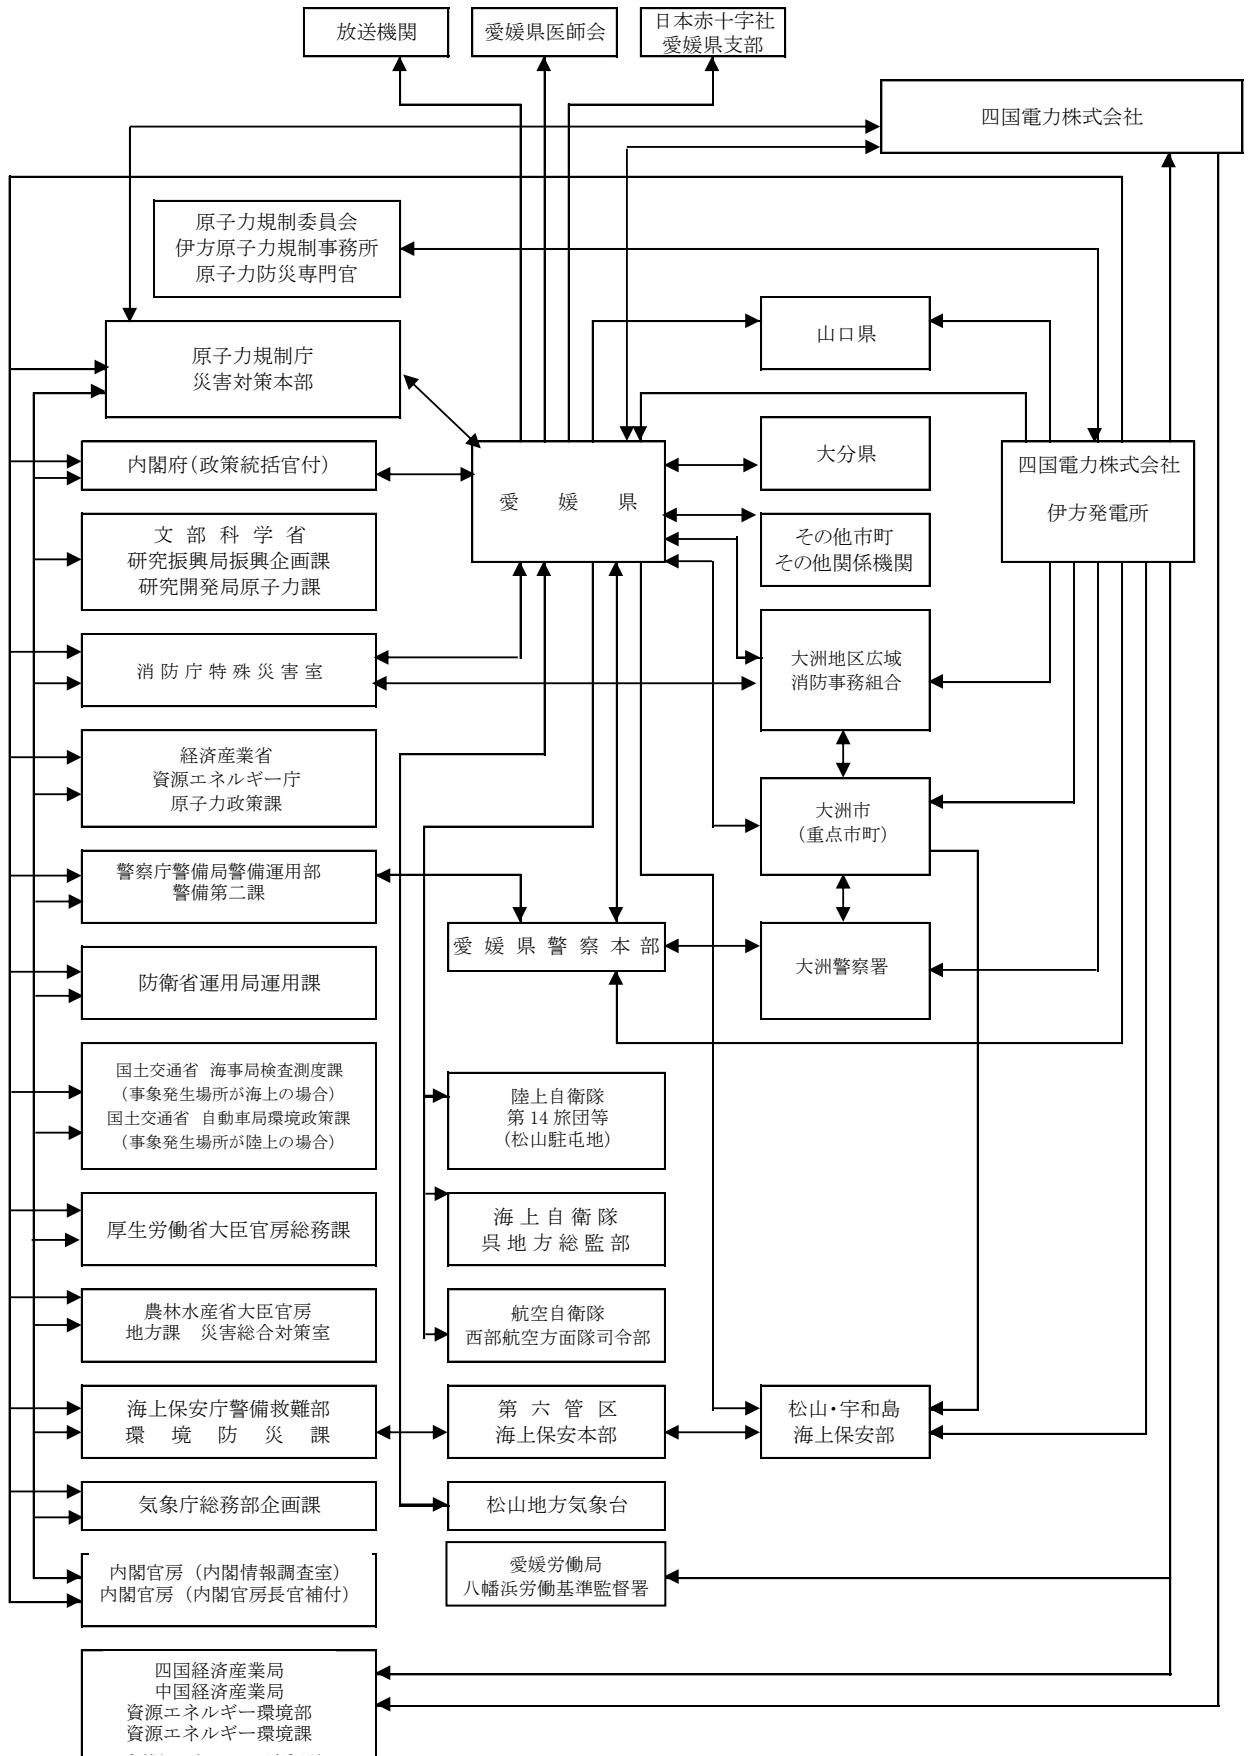 放送機関
愛媛県医師会
日本赤十字社
愛媛県支部
四国電力株式会社
原子力規制委員会
伊方原子力規制事務所
原子力防災専門官
山口県
原子力規制庁
災害対策本部
大分県
内閣府(政策統括官付)
愛　媛　県
四国電力株式会社
伊方発電所
文 部 科 学 省
研究振興局振興企画課
研究開発局原子力課
その他市町
その他関係機関
消 防 庁 特 殊 災 害 室
大洲地区広域
消防事務組合
経済産業省
資源エネルギー庁
原子力政策課
大洲市
(重点市町)
警察庁警備局警備運用部
警備第二課
愛 媛 県 警 察 本 部
大洲警察署
防衛省運用局運用課
国土交通省　海事局検査測度課
(事象発生場所が海上の場合)
国土交通省　自動車局環境政策課
(事象発生場所が陸上の場合)
陸上自衛隊
第 14 旅団等
(松山駐屯地)
厚生労働省大臣官房総務課
海 上 自 衛 隊
呉 地 方 総 監 部
農林水産省大臣官房
地方課　災害総合対策室
航空自衛隊
西部航空方面隊司令部
海上保安庁警備救難部
環　境　防　災　課
第 六 管 区
海上保安本部
松山・宇和島
海上保安部
気象庁総務部企画課
松山地方気象台
内閣官房（内閣情報調査室）
内閣官房（内閣官房長官補付）
愛媛労働局
八幡浜労働基準監督署
四国経済産業局
中国経済産業局
資源エネルギー環境部
資源エネルギー環境課